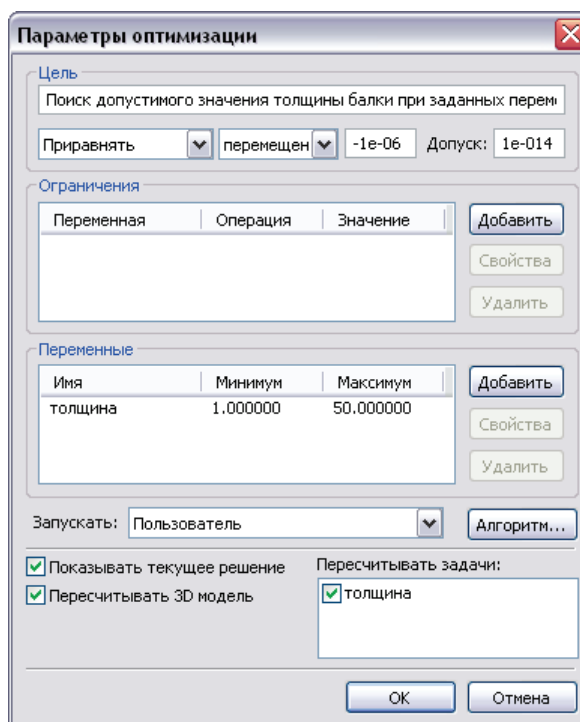 Параметры оптимизации
Цель
Поиск допустимого значения толщины балки при заданных
Приравнять -1e-06 Допуск: 1e-014
Ограничения
Переменная Операция Значение Добавить
Свойства
Удалить
Переменные
Имя Минимум Максимум Добавить
толщина 1.000000 50.000000
Свойства
Удалить
Запускать: Пользователь Алгоритм...
Показывать текущее решение Пересчитывать задачи:
Пересчитывать 3D модель толщина
OK Отмена